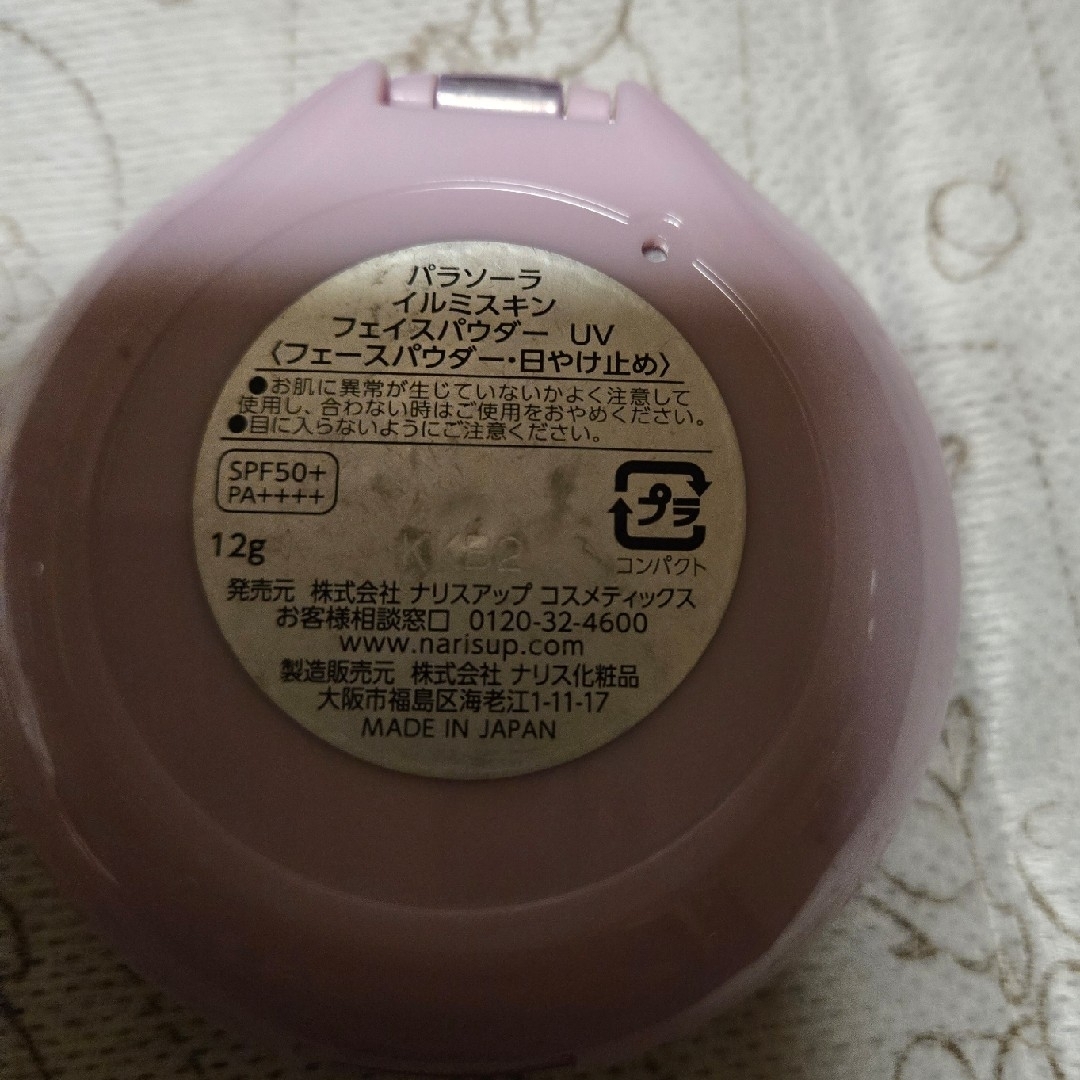 パラソーラ
イルミスキン
フェイスパウダー UV
〈フェースパウダー・日やけ止め〉
●お肌に異常が生じていないかよく注意して
使用し、合わない時はご使用をおやめください。
●目に入らないようにご注意ください。
SPF50+
PA++++
プラ
コンパクト
12g
発売元 株式会社 ナリスアップ コスメティックス
お客様相談窓口 0120-32-4600
www.narisup.com
製造販売元 株式会社 ナリス化粧品
大阪市福島区海老江1-11-17
MADE IN JAPAN